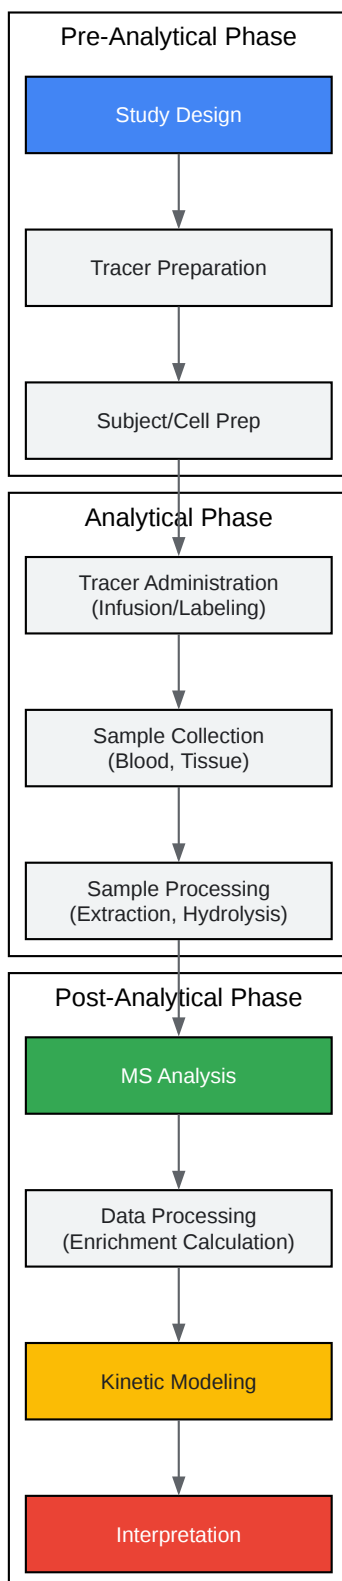 Pre-Analytical Phase
Study Design
Tracer Preparation
Subject/Cell Prep
Analytical Phase
Tracer Administration
(Infusion/Labeling)
Sample Collection
(Blood, Tissue)
Sample Processing
(Extraction, Hydrolysis)
Post-Analytical Phase
MS Analysis
Data Processing
(Enrichment Calculation)
Kinetic Modeling
Interpretation